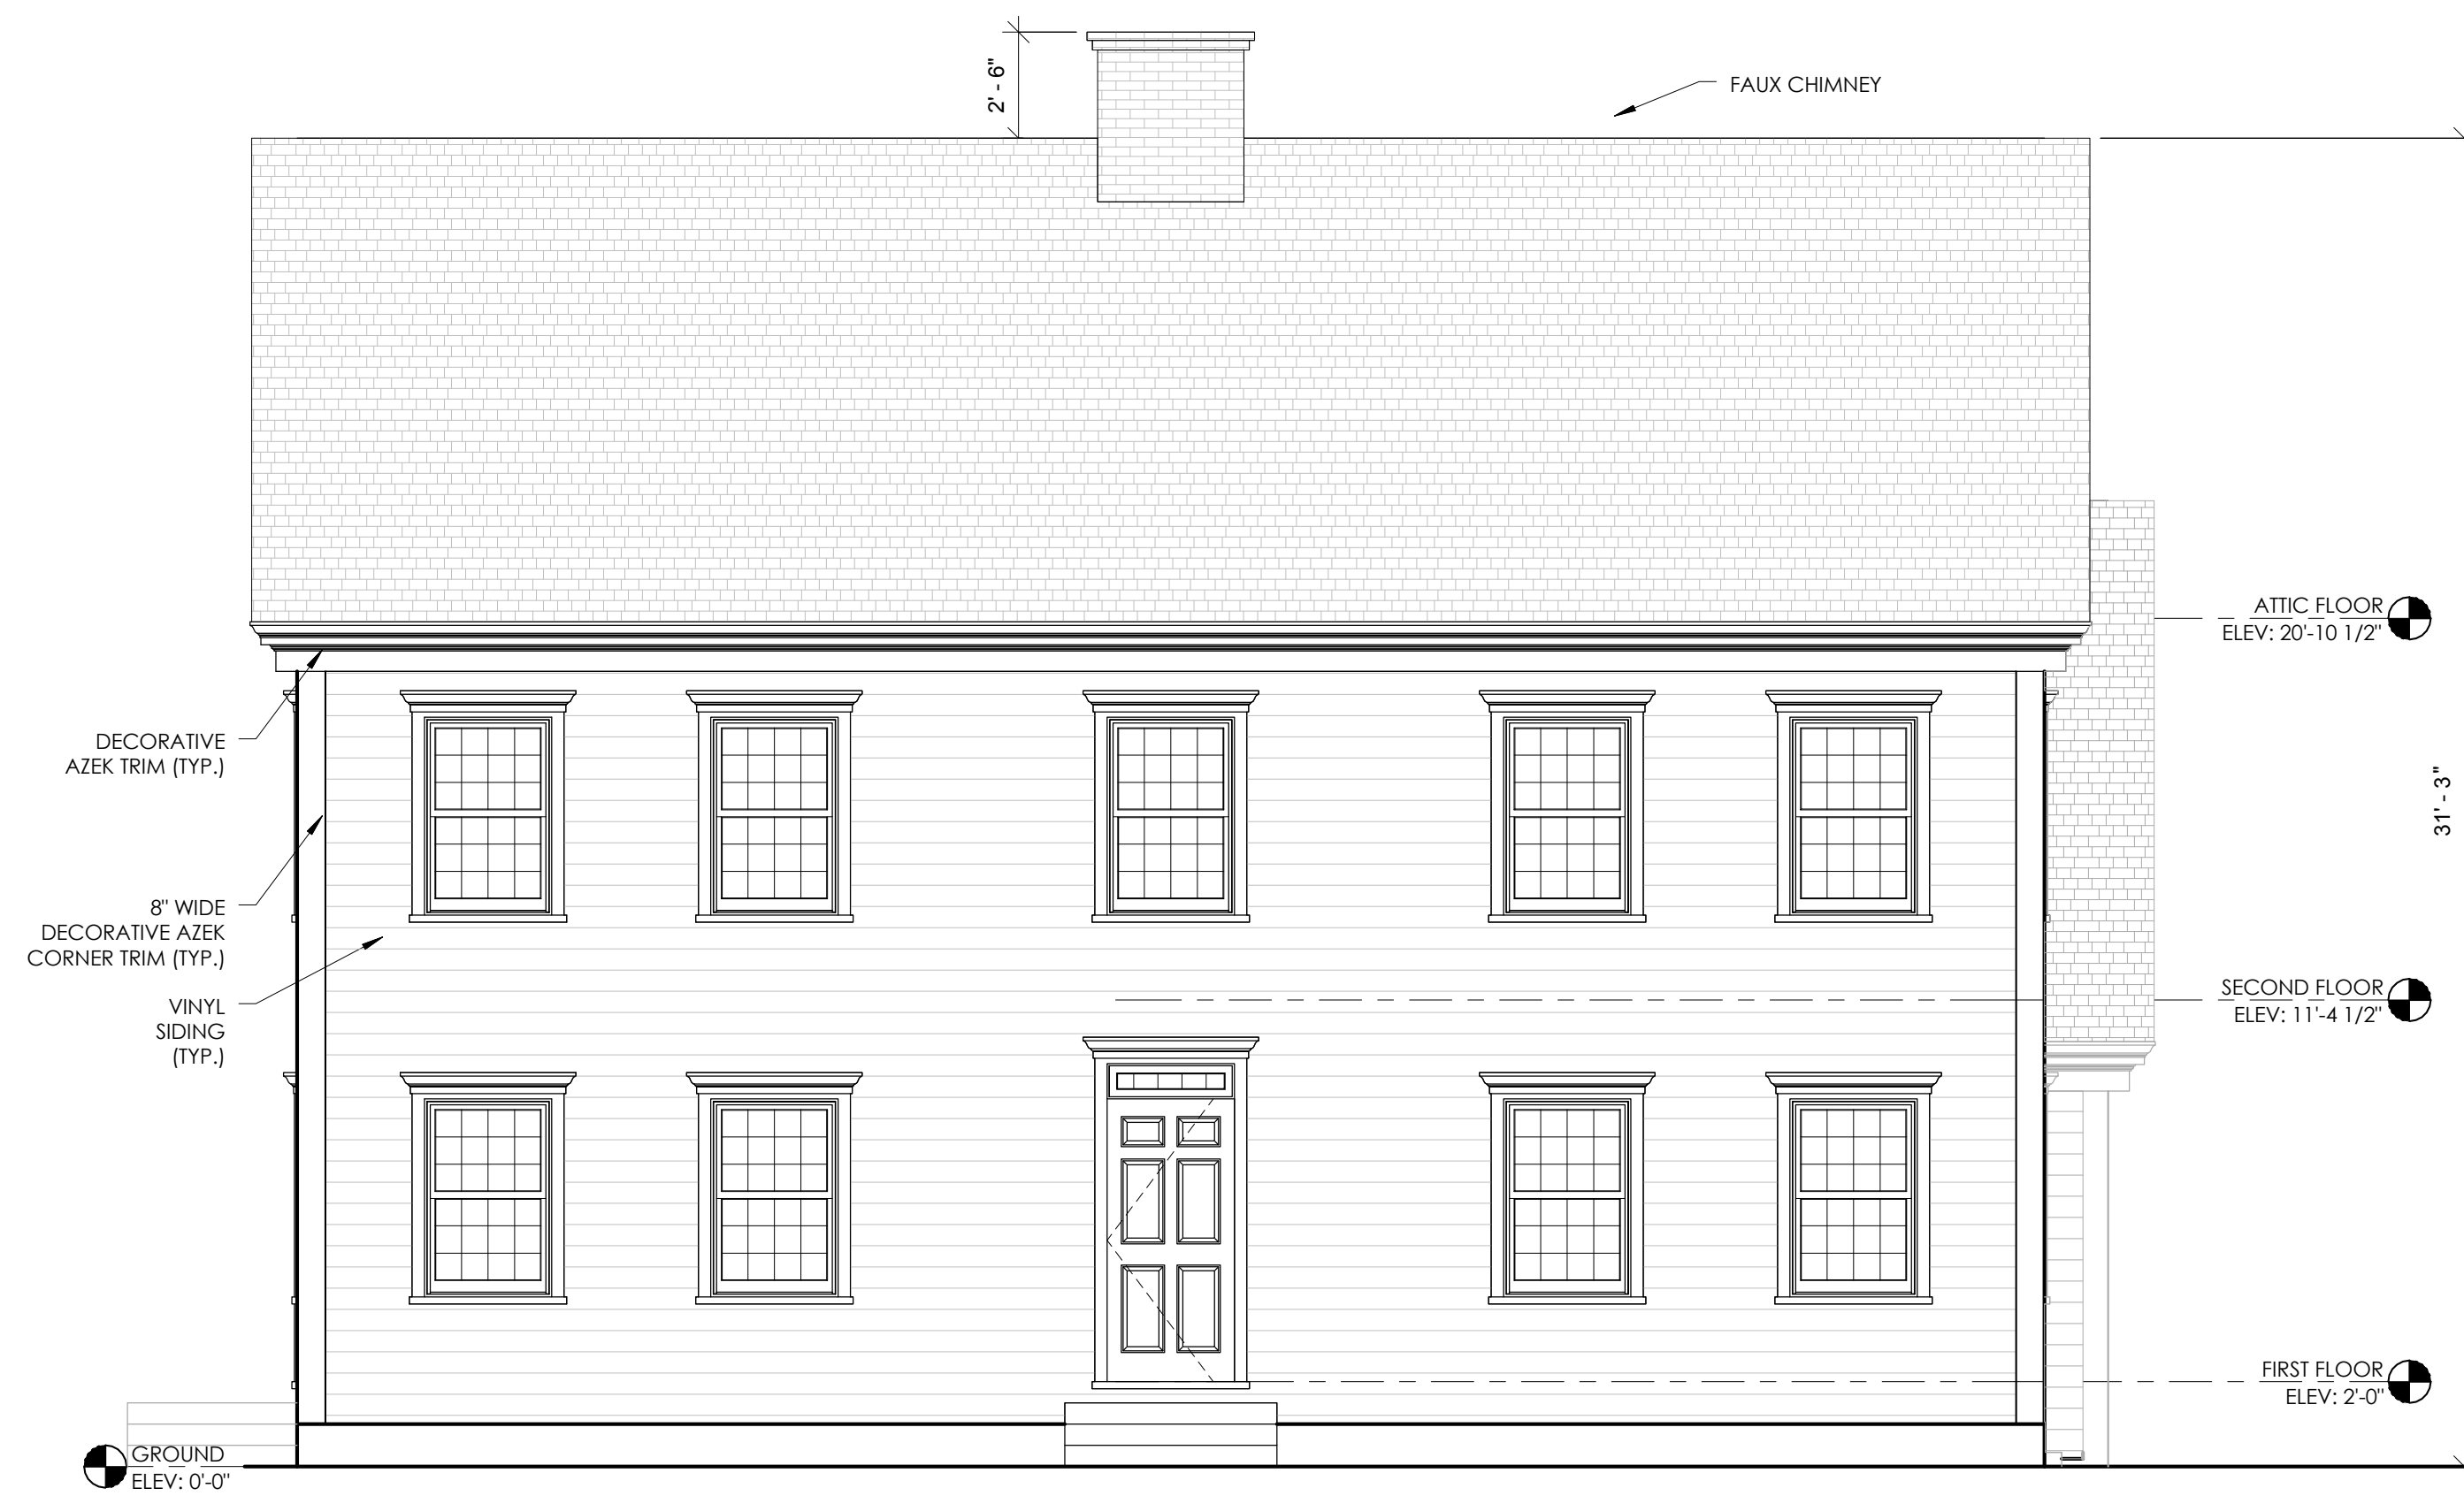 2' - 6"
FAUX CHIMNEY
ATTIC FLOOR
ELEV: 20'-10 1/2"
DECORATIVE
AZEK TRIM (TYP.)
31' - 3"
8" WIDE
DECORATIVE AZEK
CORNER TRIM (TYP.)
SECOND FLOOR
ELEV: 11'-4 1/2"
VINYL
SIDING
(TYP.)
FIRST FLOOR
ELEV: 2'-0"
GROUND
ELEV: 0'-0"